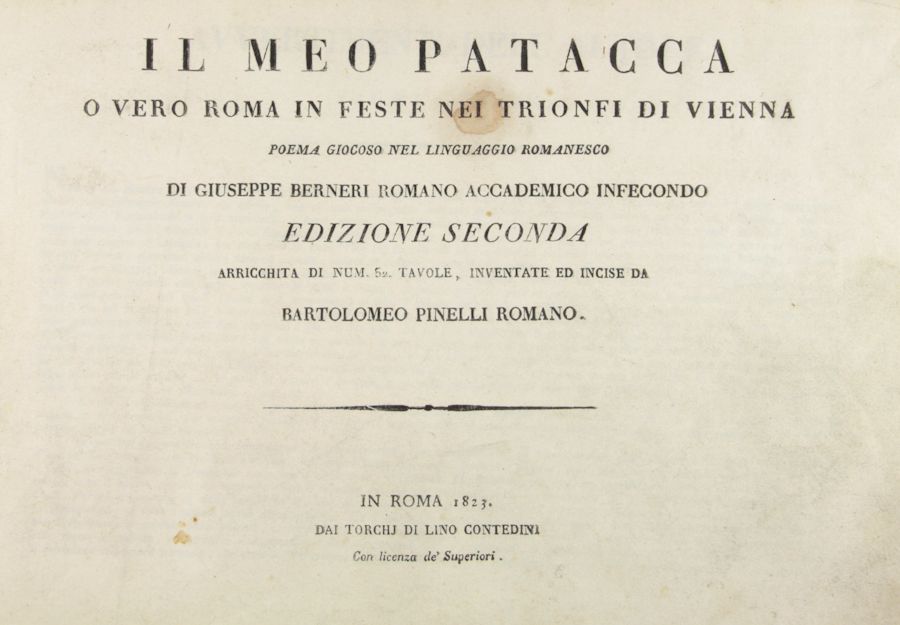 IL MEO PATACCA
O VERO ROMA IN FESTE NEI TRIONFI DI VIENNA
POEMA GIOCOSO NEL LINGUAGGIO ROMANESCO
DI GIUSEPPE BERNERI ROMANO ACCADEMICO INFECONDO
EDIZIONE SECONDA
ARRICCHITA DI NUM. 52. TAVOLE, INVENTATE ED INCISE DA
BARTOLOMEO PINELLI ROMANO.
IN ROMA 1823.
DAI TORCHJ DI LINO CONTEDINI
Con licenza de' Superiori.